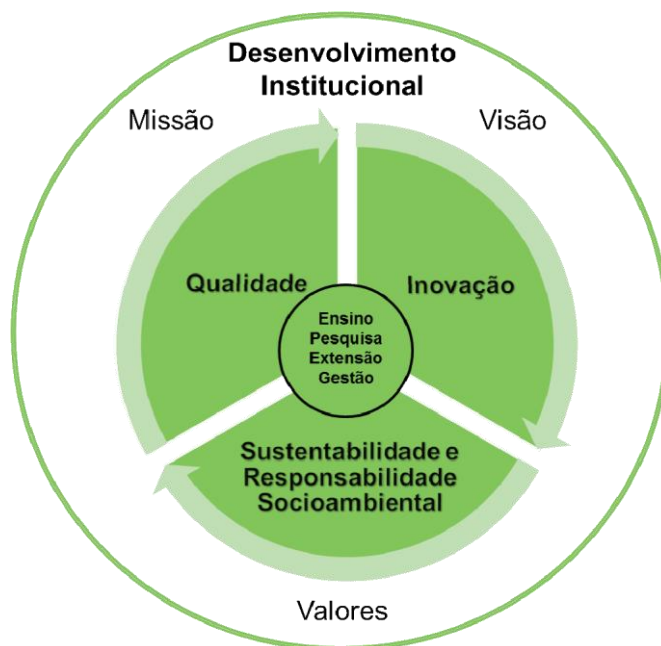 Desenvolvimento
Institucional
Missão
Visão
Qualidade
Inovação
Ensino
Pesquisa
Extensão
Gestão
Sustentabilidade e
Responsabilidade
Socioambiental
Valores